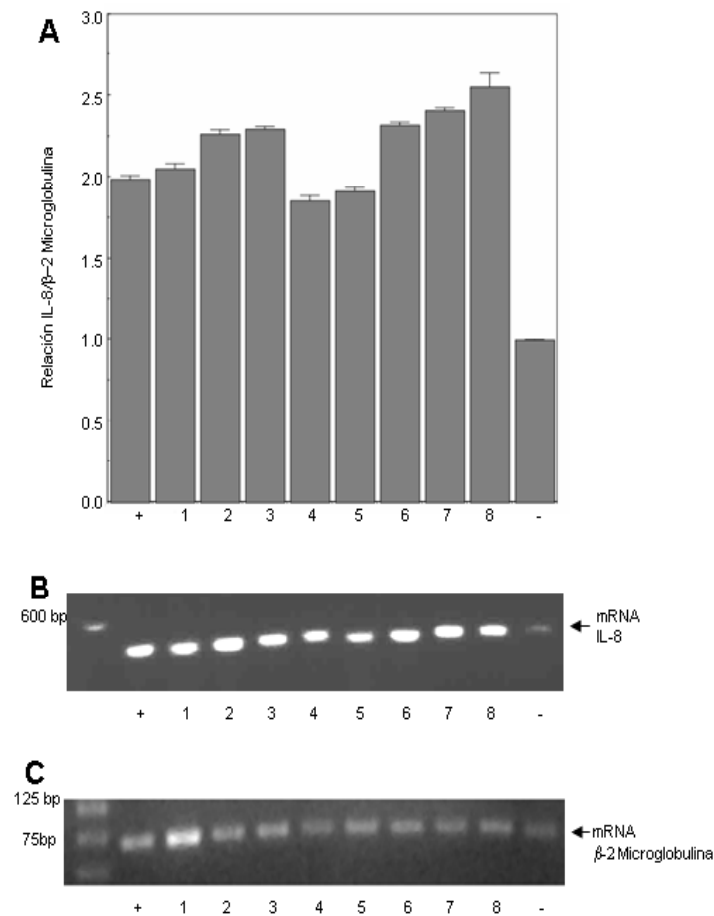 A
3.0
2.5
2.0
1.5
1.0
0.5
0.0
Relación IL-8/β–2 Microglobulina
+ 1 2 3 4 5 6 7 8 -
B
600 bp
mRNA
IL-8
+ 1 2 3 4 5 6 7 8 -
C
125 bp
75bp
mRNA
β-2 Microglobulina
+ 1 2 3 4 5 6 7 8 -